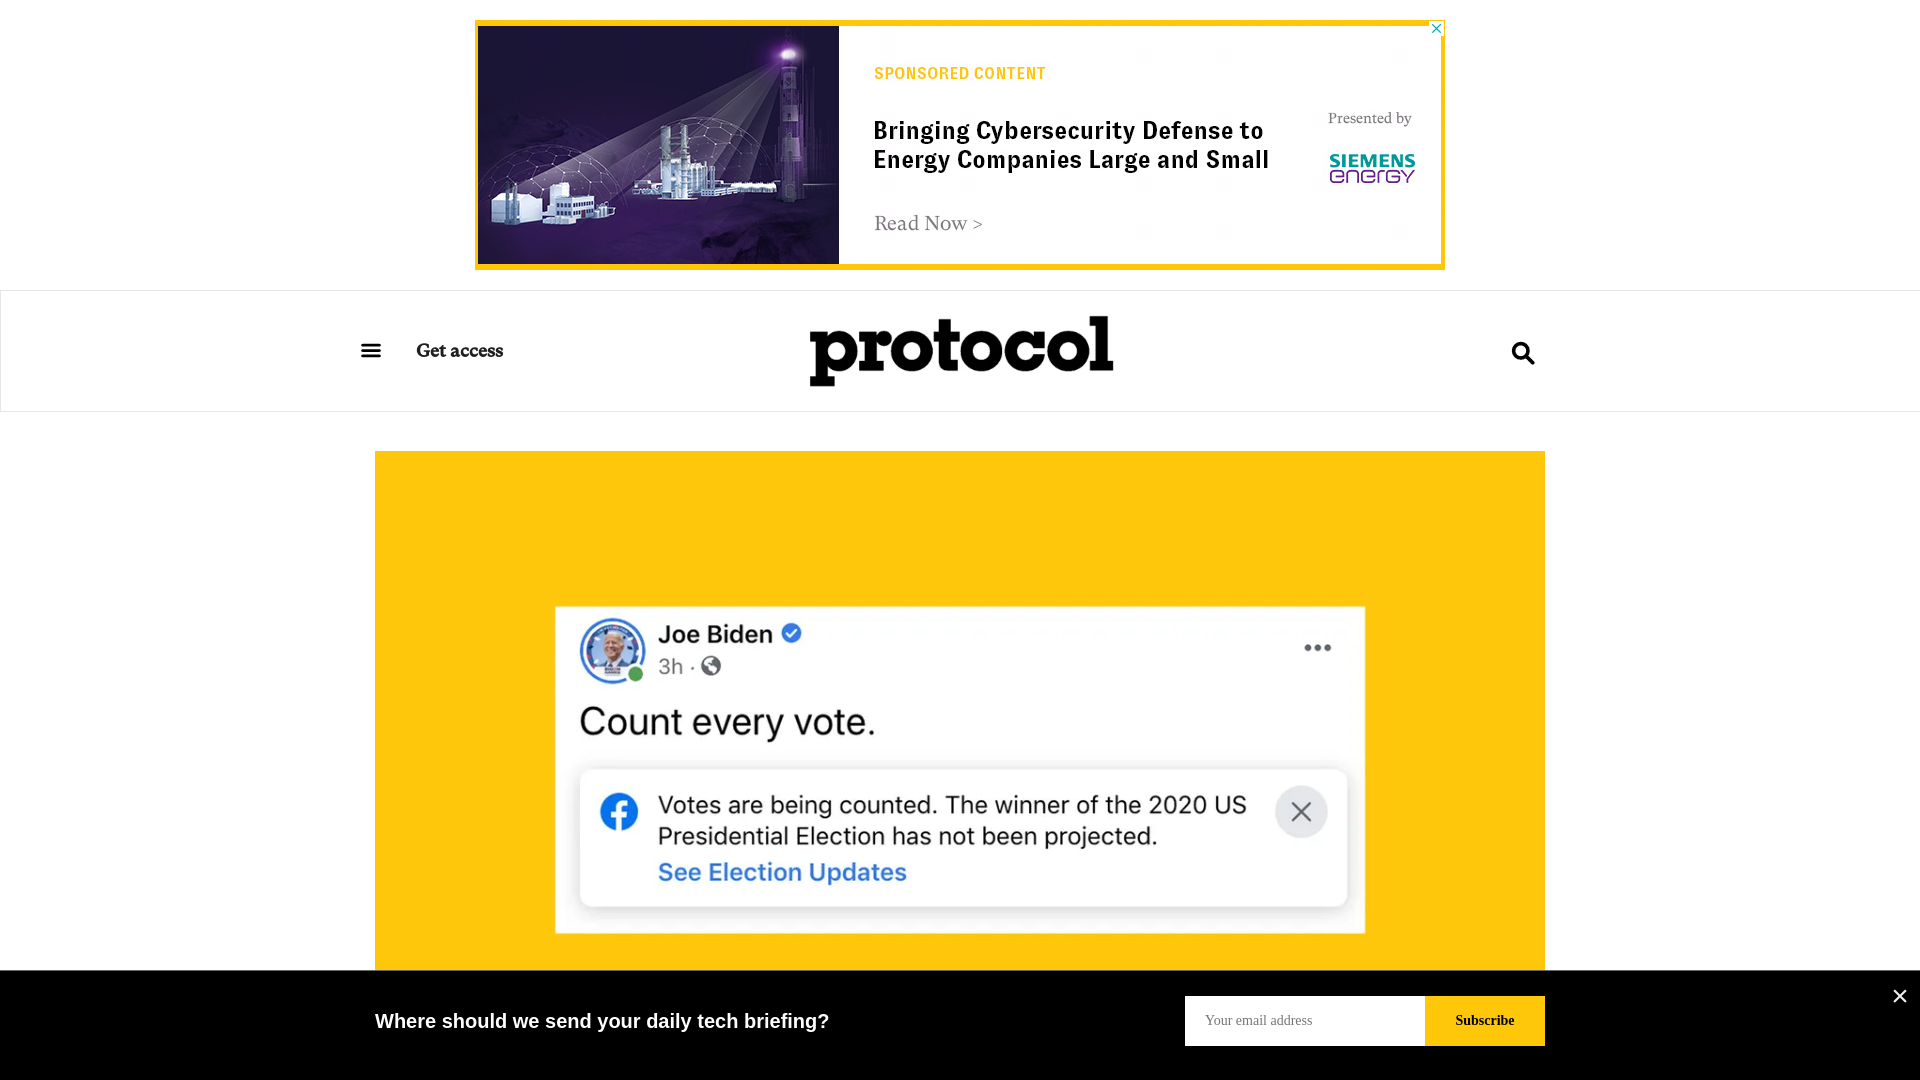 SPONSORED CONTENT
Bringing Cybersecurity Defense to
Energy Companies Large and Small
Read Now >
Presented by
SIEMENS
energy
Get access
protocol
Joe Biden
3h ·
Count every vote.
Votes are being counted. The winner of the 2020 US
Presidential Election has not been projected.
See Election Updates
Where should we send your daily tech briefing?
Your email address
Subscribe